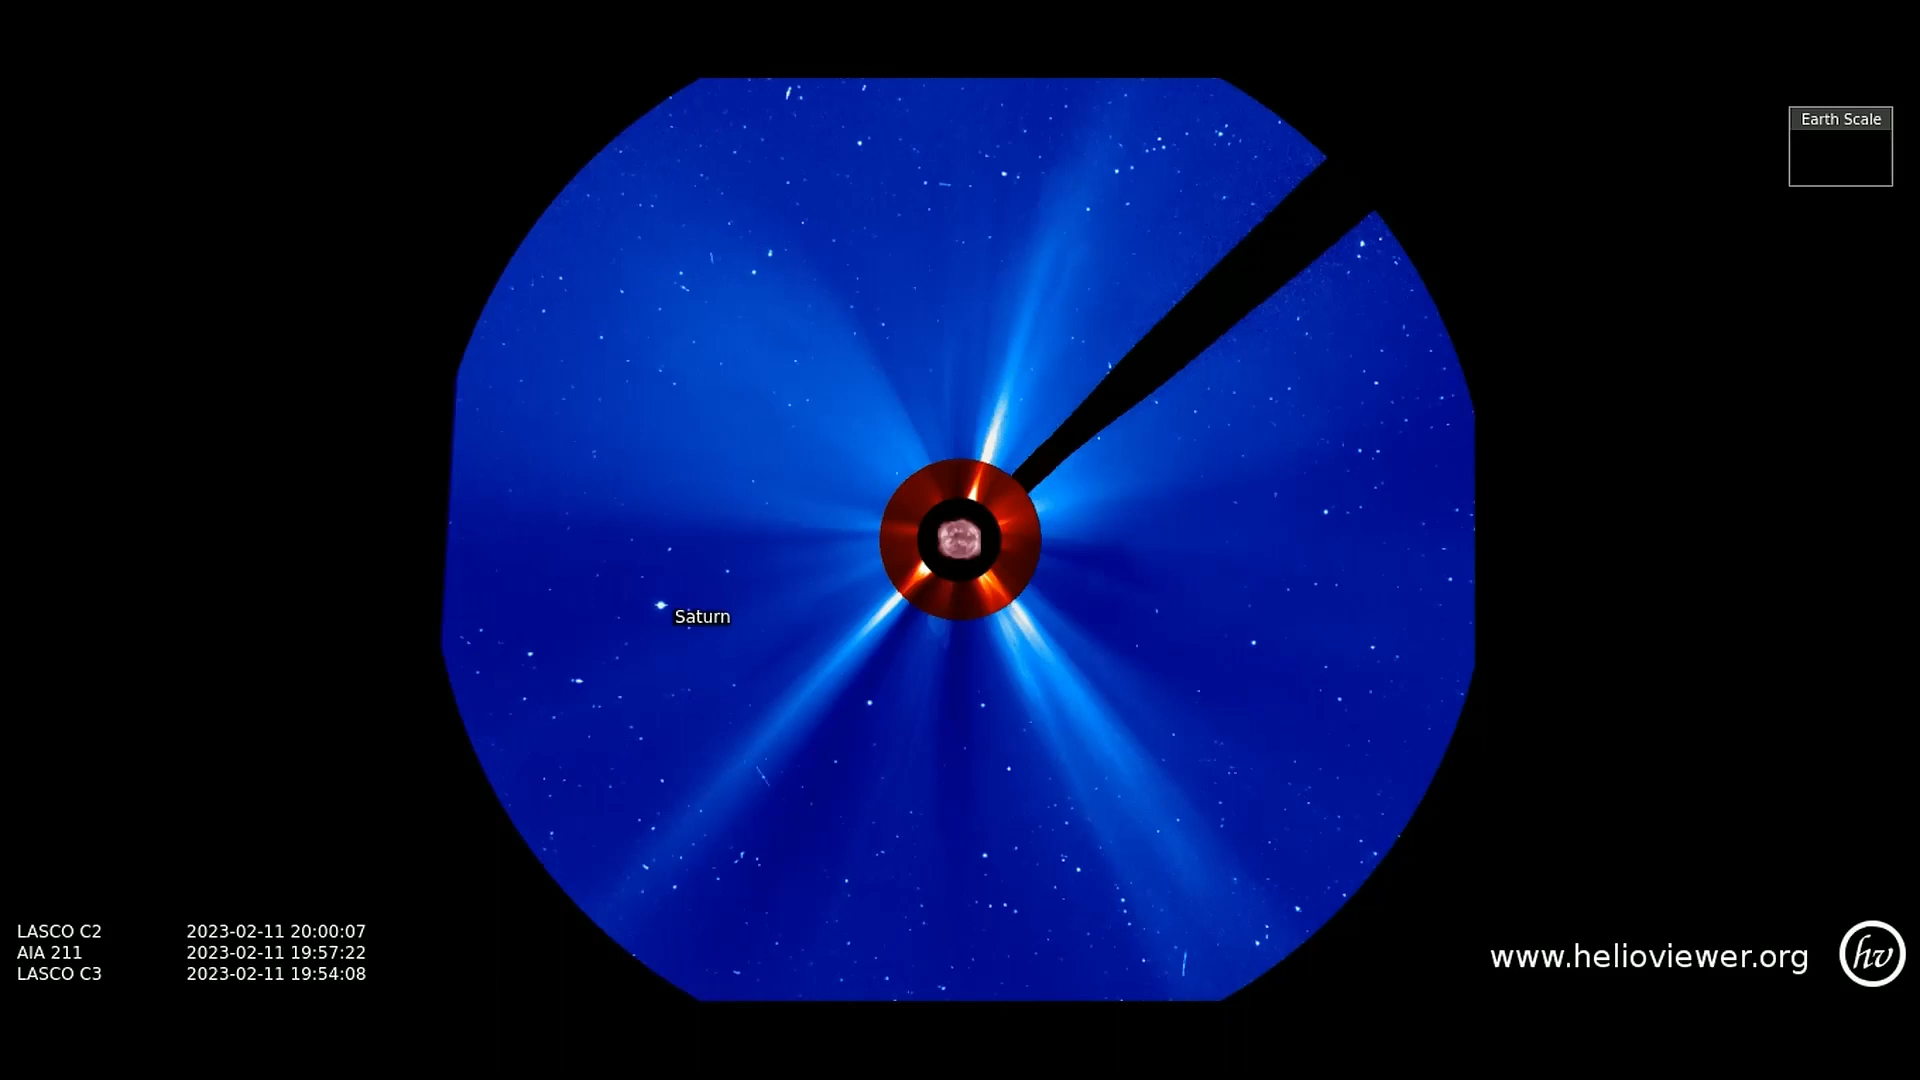 Earth Scale
Saturn
LASCO C2 2023-02-11 20:00:07
AIA 211 2023-02-11 19:57:22
LASCO C3 2023-02-11 19:54:08
www.helioviewer.org
hv